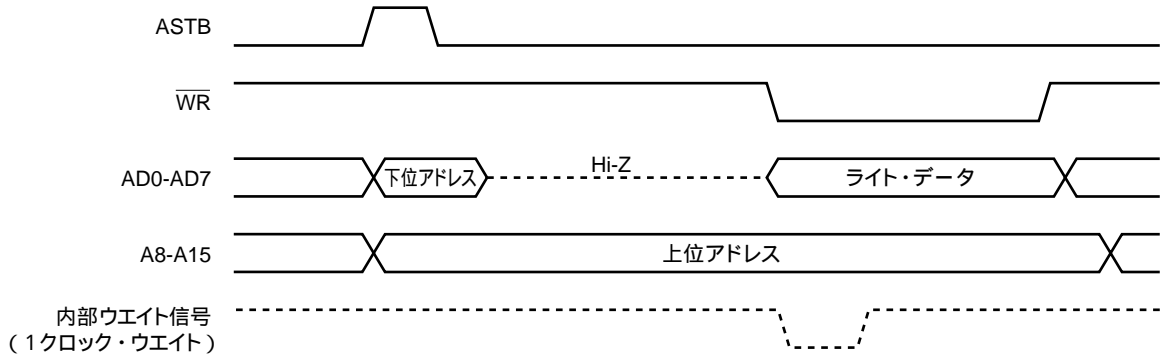 ASTB
WR
AD0-AD7
下位アドレス
Hi-Z
ライト・データ
A8-A15
上位アドレス
内部ウエイト信号
(1クロック・ウエイト)